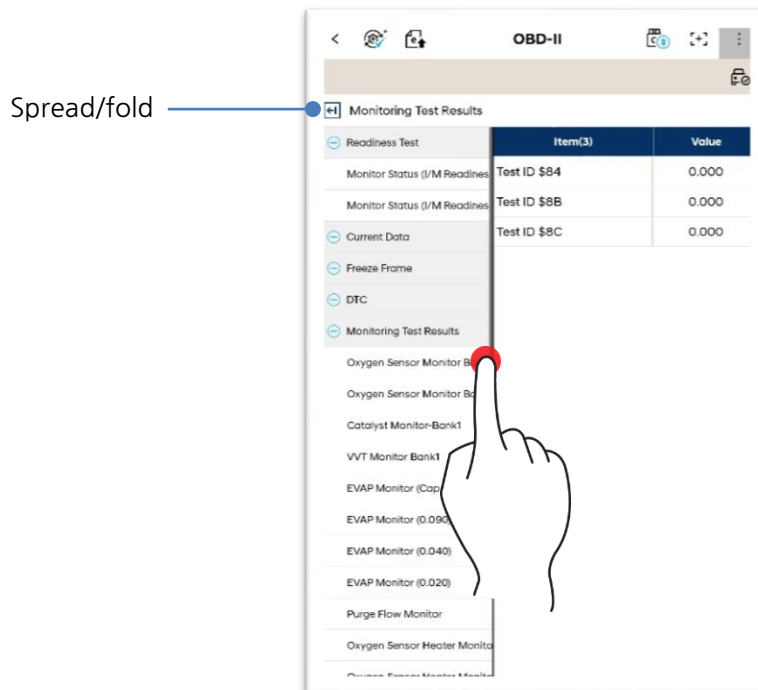 OBD-II
Spread/fold
Monitoring Test Results
Readiness Test
Item(3) Value
Monitor Status (I/M Readines
Test ID $84 0.000
Monitor Status (I/M Readines
Test ID $8B 0.000
Current Data
Test ID $8C 0.000
Freeze Frame
DTC
Monitoring Test Results
Oxygen Sensor Monitor B
Oxygen Sensor Monitor Ba
Catalyst Monitor-Bank1
VVT Monitor Bank1
EVAP Monitor (Cap
EVAP Monitor (0.090
EVAP Monitor (0.040)
EVAP Monitor (0.020)
Purge Flow Monitor
Oxygen Sensor Heater Monito